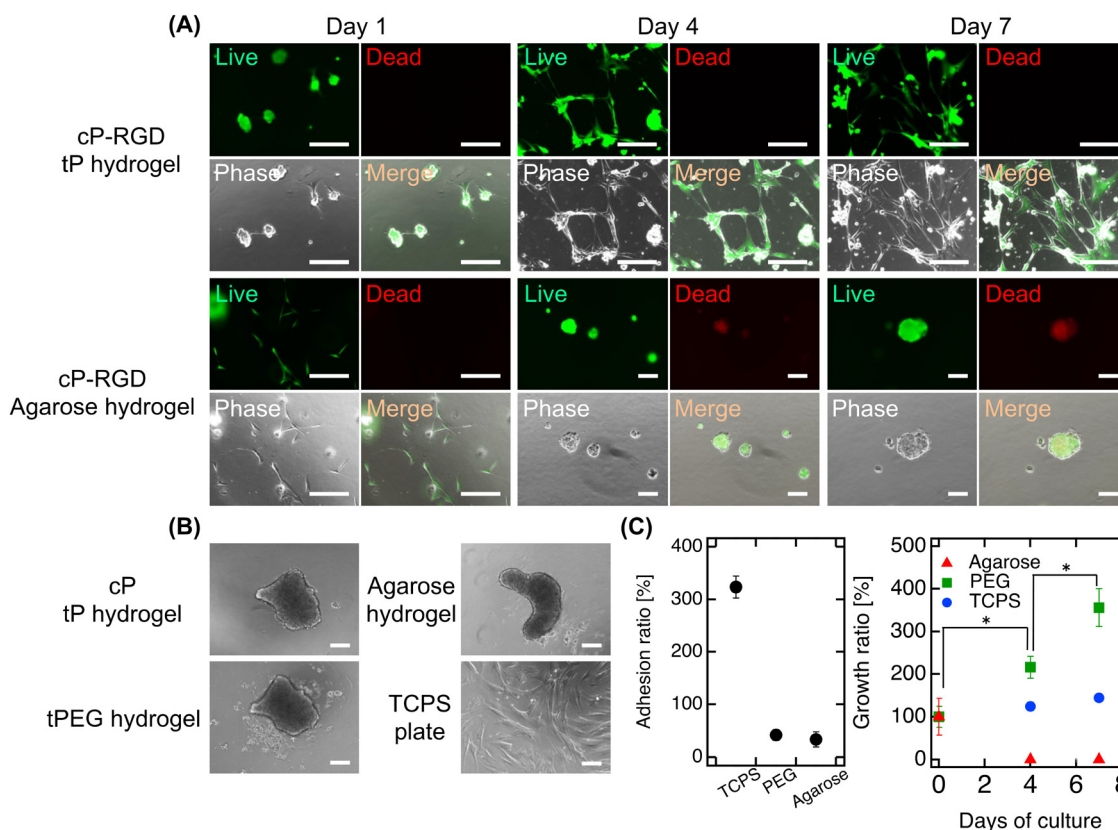 (A)
Day 1
Day 4
Day 7
cP-RGD
tP hydrogel
Live
Dead
Live
Dead
Live
Dead
Phase
Merge
Phase
Merge
Phase
Merge
cP-RGD
Agarose hydrogel
Live
Dead
Live
Dead
Live
Dead
Phase
Merge
Phase
Merge
Phase
Merge
(B)
cP
tP hydrogel
Agarose
hydrogel
tPEG hydrogel
TCPS
plate
(C)
Adhesion ratio [%]
400
300
200
100
0
TCPS
PEG
Agarose
Growth ratio [%]
500
400
300
200
100
0
Agarose
PEG
TCPS
*
*
0
2
4
6
8
Days of culture